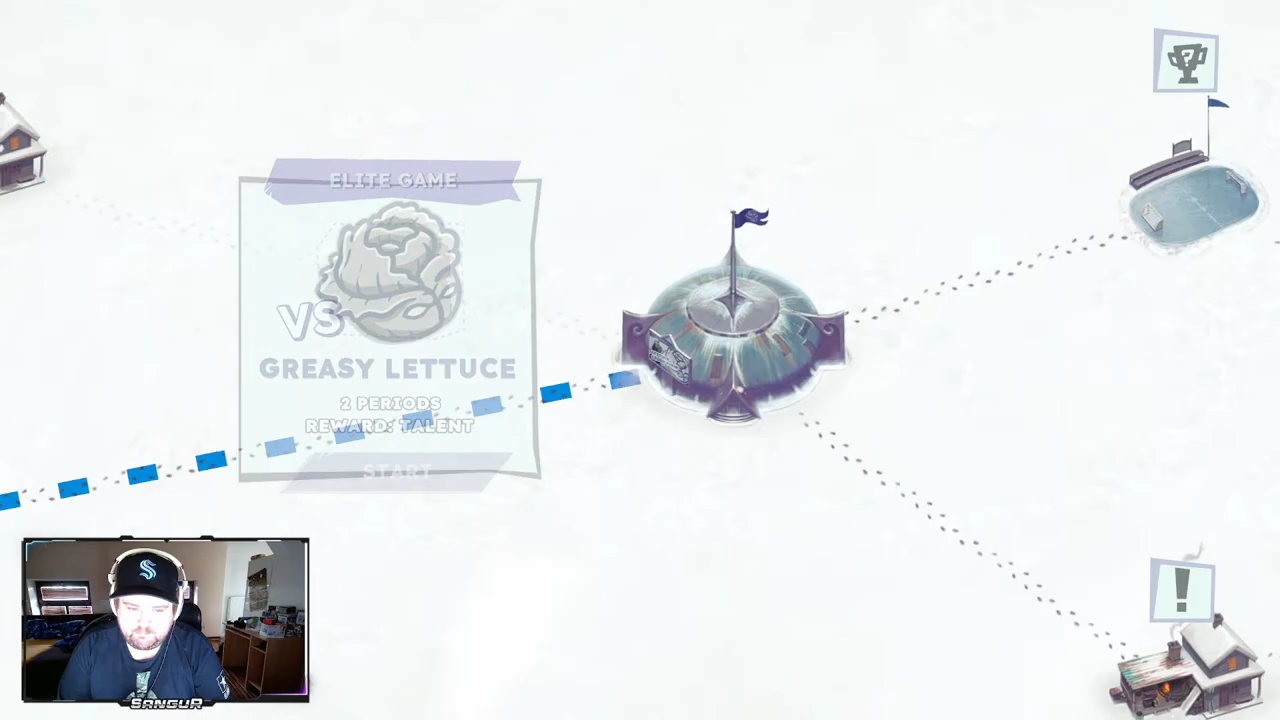 ELITE GAME
VS
GREASY LETTUCE
2 PERIODS
REWARD: TALENT
START
?
!
SANGUR